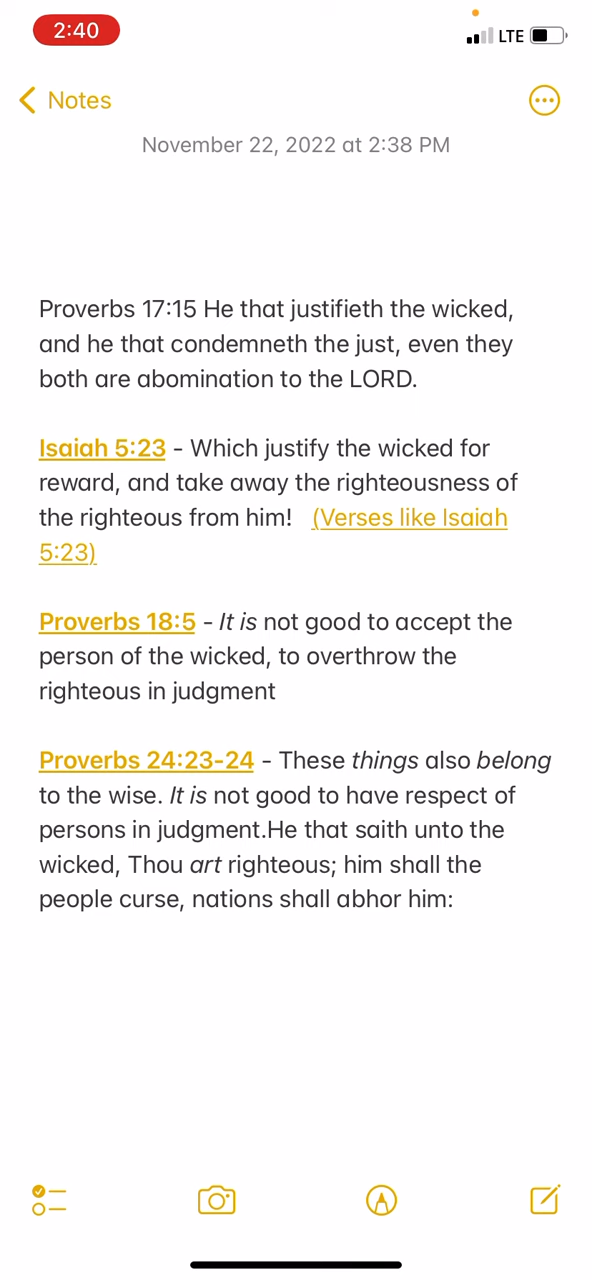 2:40
LTE
Notes
November 22, 2022 at 2:38 PM
Proverbs 17:15 He that justifieth the wicked,
and he that condemneth the just, even they
both are abomination to the LORD.
Isaiah 5:23 - Which justify the wicked for
reward, and take away the righteousness of
the righteous from him! (Verses like Isaiah
5:23)
Proverbs 18:5 - It is not good to accept the
person of the wicked, to overthrow the
righteous in judgment
Proverbs 24:23-24 - These things also belong
to the wise. It is not good to have respect of
persons in judgment.He that saith unto the
wicked, Thou art righteous; him shall the
people curse, nations shall abhor him: